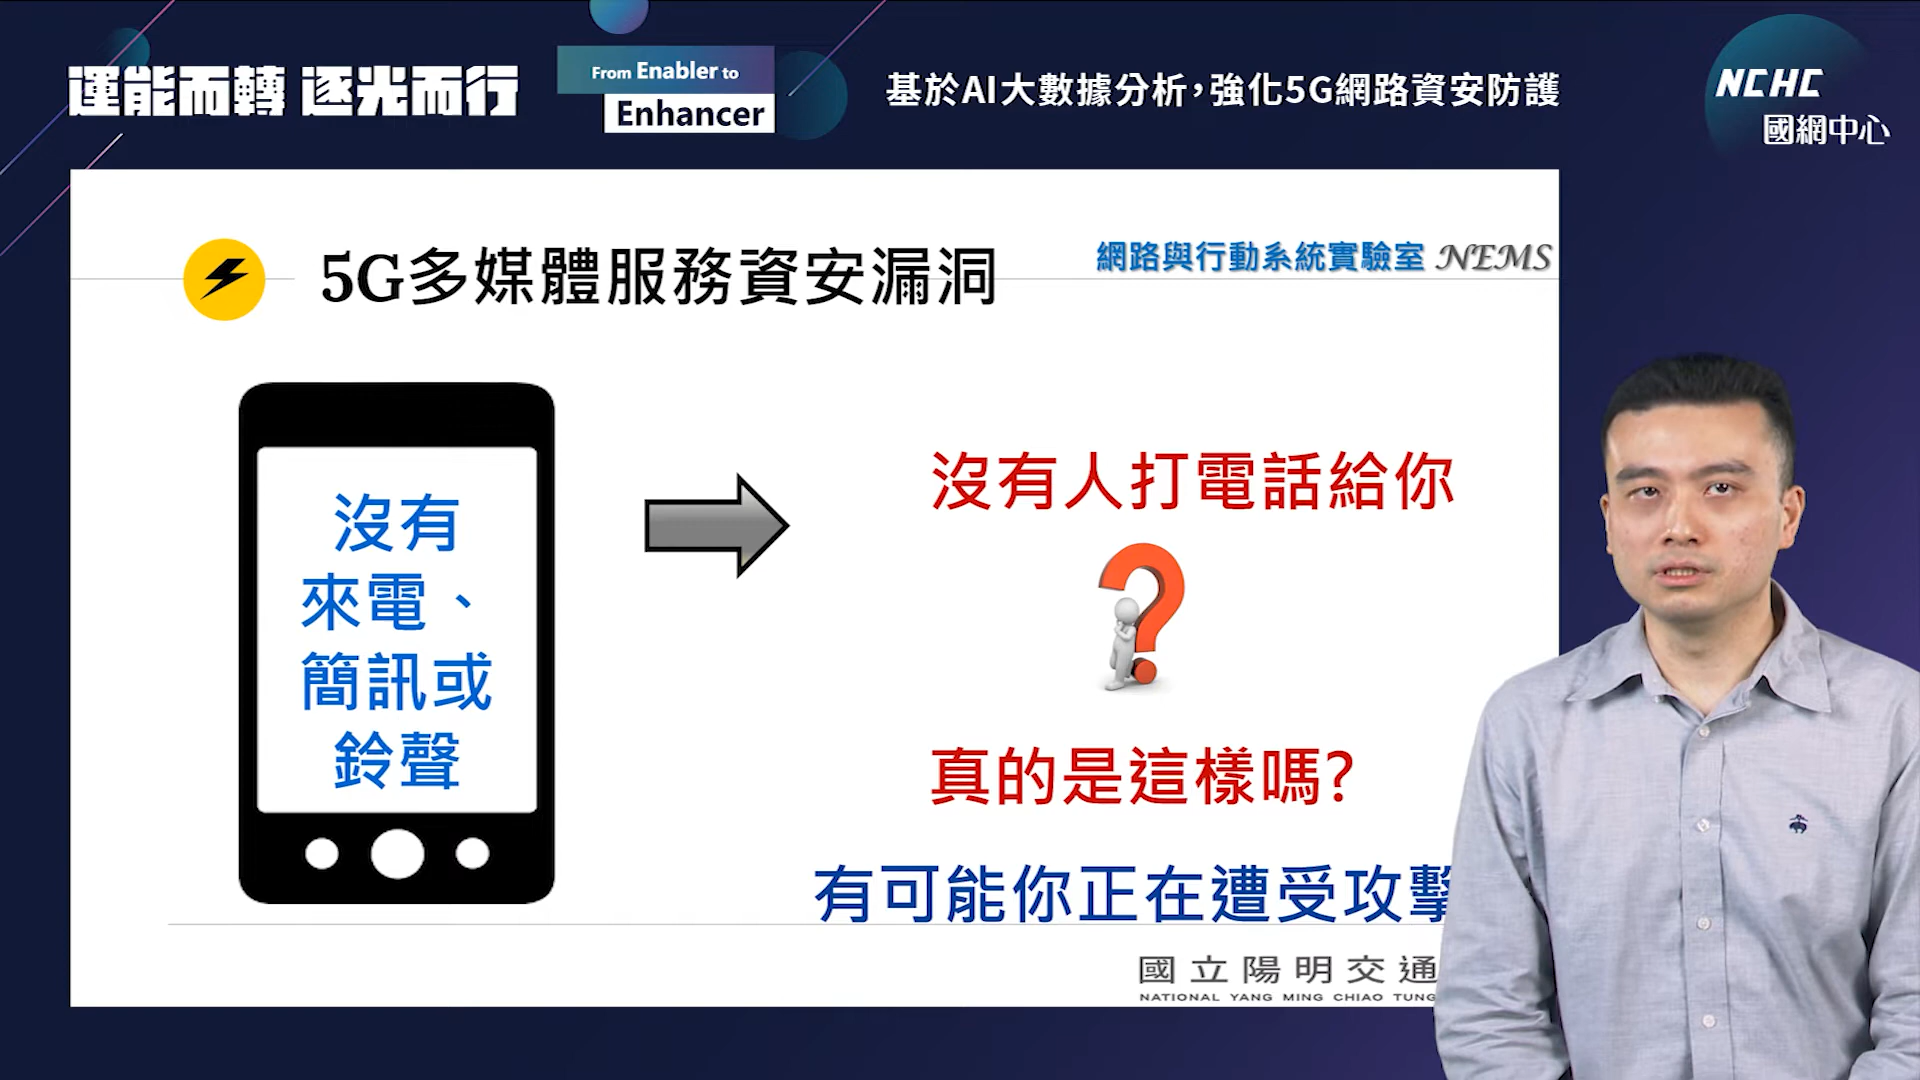 運能而轉 逐光而行
From Enabler to
Enhancer
基於AI大數據分析，強化5G網路資安防護
NCHC
國網中心
5G多媒體服務資安漏洞
網路與行動系統實驗室 NEMS
沒有
來電、
簡訊或
鈴聲
沒有人打電話給你
?
真的是這樣嗎?
有可能你正在遭受攻擊
國立陽明交通
NATIONAL YANG MING CHIAO TUNG